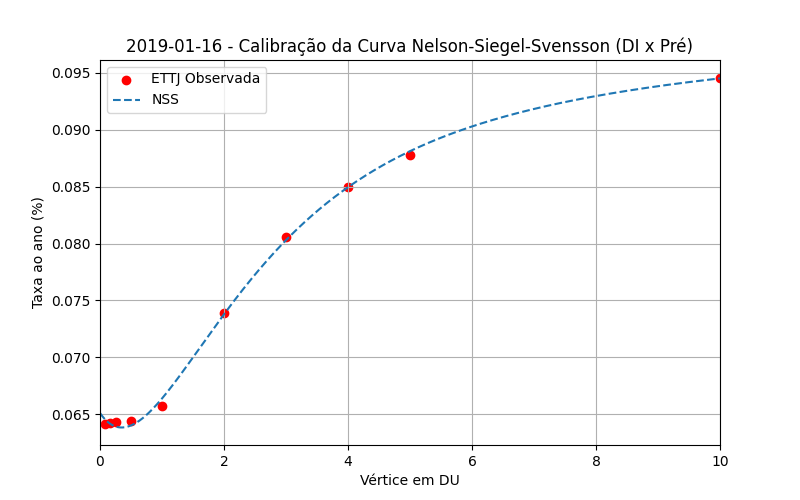 2019-01-16 - Calibração da Curva Nelson-Siegel-Svensson (DI x Pré)
ETTJ Observada
NSS
Taxa ao ano (%)
0.095
0.090
0.085
0.080
0.075
0.070
0.065
0 2 4 6 8 10
Vértice em DU